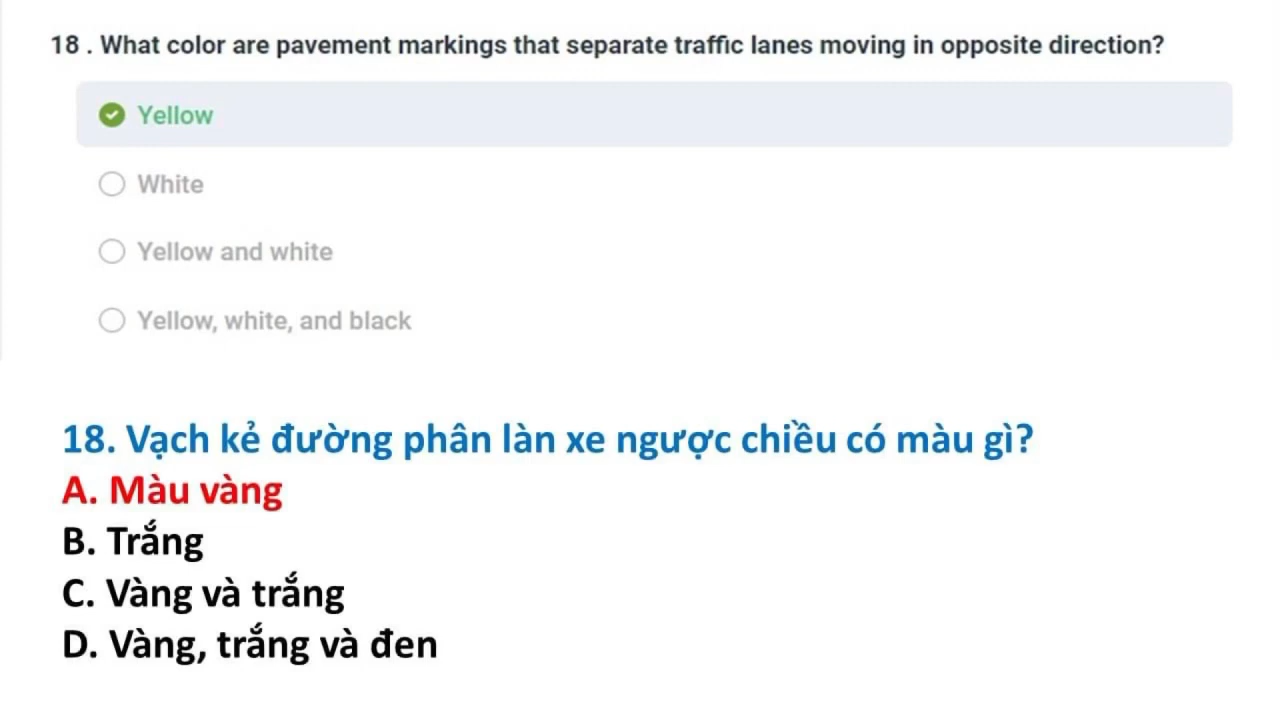 18 . What color are pavement markings that separate traffic lanes moving in opposite direction?
Yellow
White
Yellow and white
Yellow, white, and black
18. Vạch kẻ đường phân làn xe ngược chiều có màu gì?
A. Màu vàng
B. Trắng
C. Vàng và trắng
D. Vàng, trắng và đen